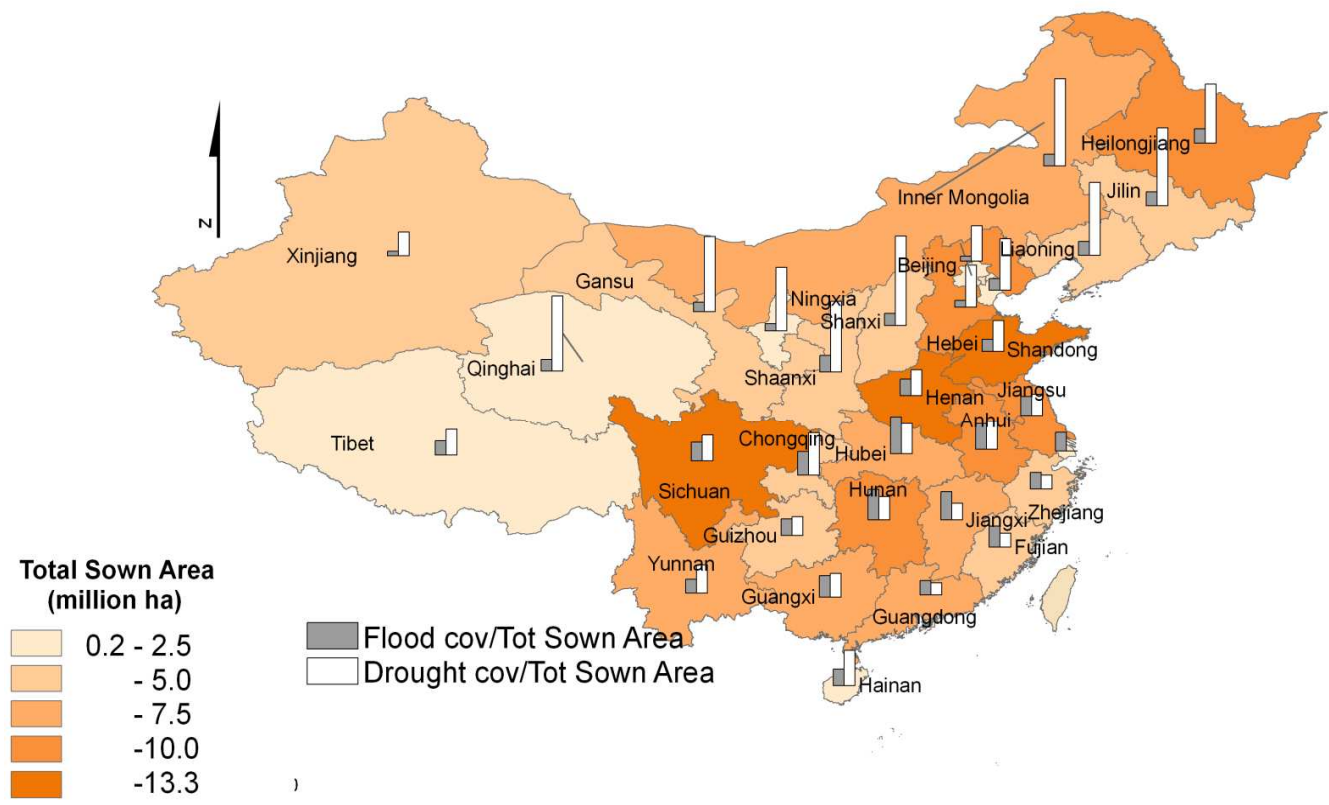 Heilongjiang
Jilin
Inner Mongolia
Liaoning
Beijing
Xinjiang
Gansu
Ningxia
Shanxi
Hebei
Shandong
Qinghai
Shaanxi
Henan
Jiangsu
Anhui
Tibet
Chongqing
Hubei
Sichuan
Hunan
Zhejiang
Jiangxi
Guizhou
Fujian
Yunnan
Guangxi
Guangdong
Hainan
z
Total Sown Area
(million ha)
0.2 - 2.5
- 5.0
- 7.5
-10.0
-13.3
Flood cov/Tot Sown Area
Drought cov/Tot Sown Area